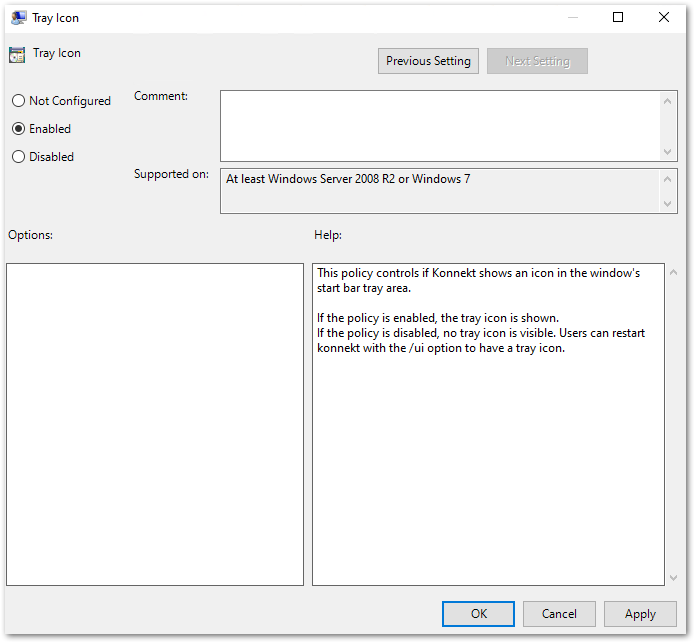 Tray Icon
Tray Icon
Previous Setting
Next Setting
Not Configured
Enabled
Disabled
Comment:
Supported on:
At least Windows Server 2008 R2 or Windows 7
Options:
Help:
This policy controls if Konnekt shows an icon in the window's
start bar tray area.
If the policy is enabled, the tray icon is shown.
If the policy is disabled, no tray icon is visible. Users can restart
konnekt with the /ui option to have a tray icon.
OK
Cancel
Apply